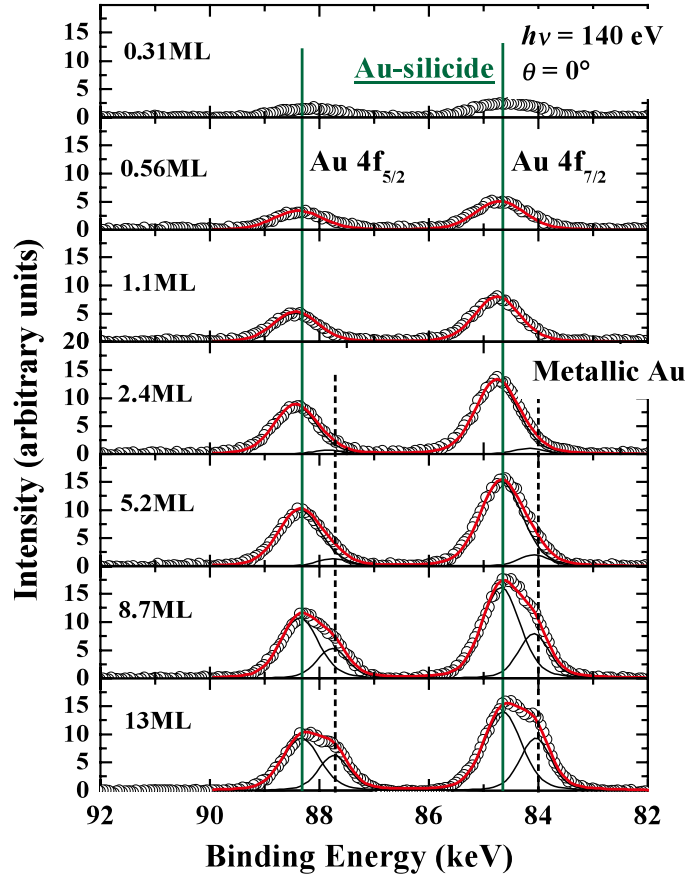 15
10
5
0
0.31ML
hν = 140 eV
θ = 0°
Au-silicide
15
10
5
0
0.56ML
Au 4f5/2
Au 4f7/2
15
10
5
20
1.1ML
15
10
5
0
2.4ML
Metallic Au
15
10
5
0
5.2ML
15
10
5
0
8.7ML
15
10
5
0
13ML
92
90
88
86
84
82
Intensity (arbitrary units)
Binding Energy (keV)